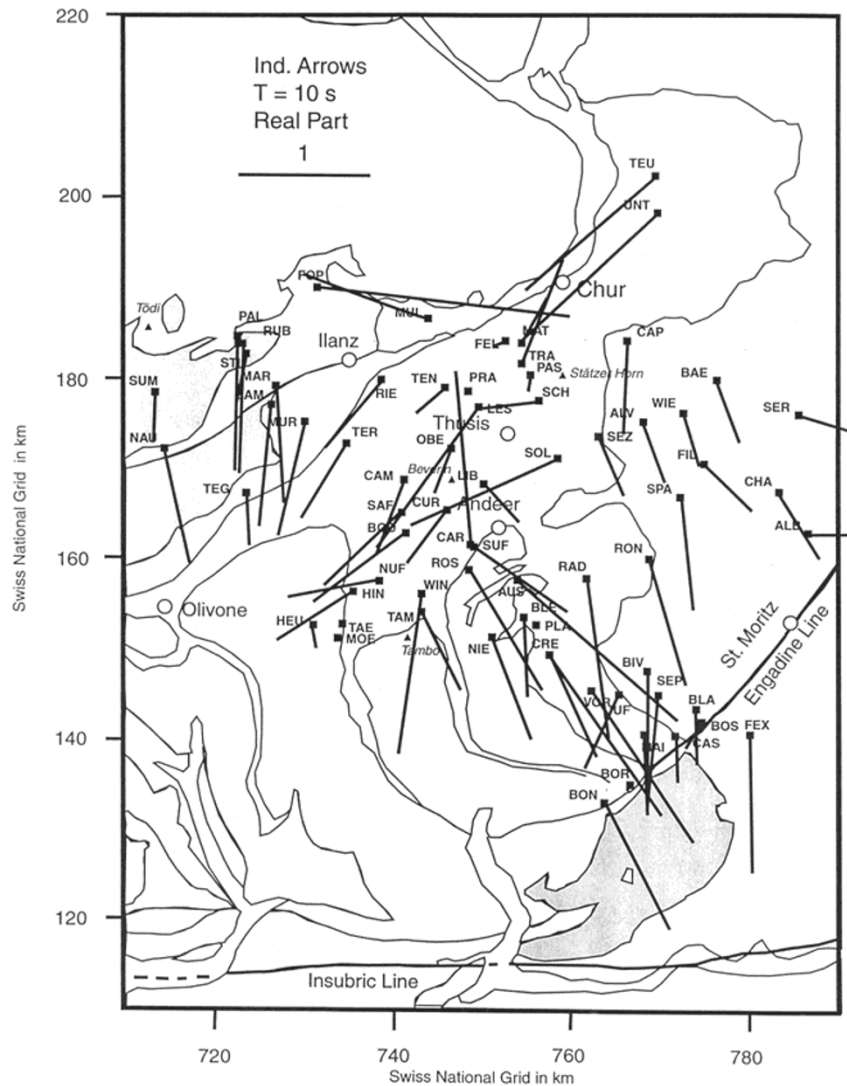 220
Ind. Arrows
T = 10 s
Real Part
1
TEU
200
UNT
POP
Chur
Tödi
PAL
MUL
RUB
Ilanz
MAT
CAP
FEL
STI
TRA
PAS
Stätzer Horn
180
SUM
MAR
TEN
PRA
BAE
RIE
SCH
LES
WIE
SER
MUR
Thusis
ALV
NAU
TER
OBE
SEZ
SOL
FIL
TEG
CAM
Beverin
LIB
SPA
CHA
SAF
CUR
Andeer
ALB
BOD
160
CAR
SUF
RON
NUF
ROS
RAD
WIN
AUS
HIN
Olivone
HEU
TAE
TAM
BLE
PLA
MOE
Tambo
NIE
CRE
St. Moritz
Engadine Line
BIV
SEP
VOR
BLA
BOS
FEX
140
CAS
BOR
BON
120
Insubric Line
720
740
760
780
Swiss National Grid in km
Swiss National Grid in km